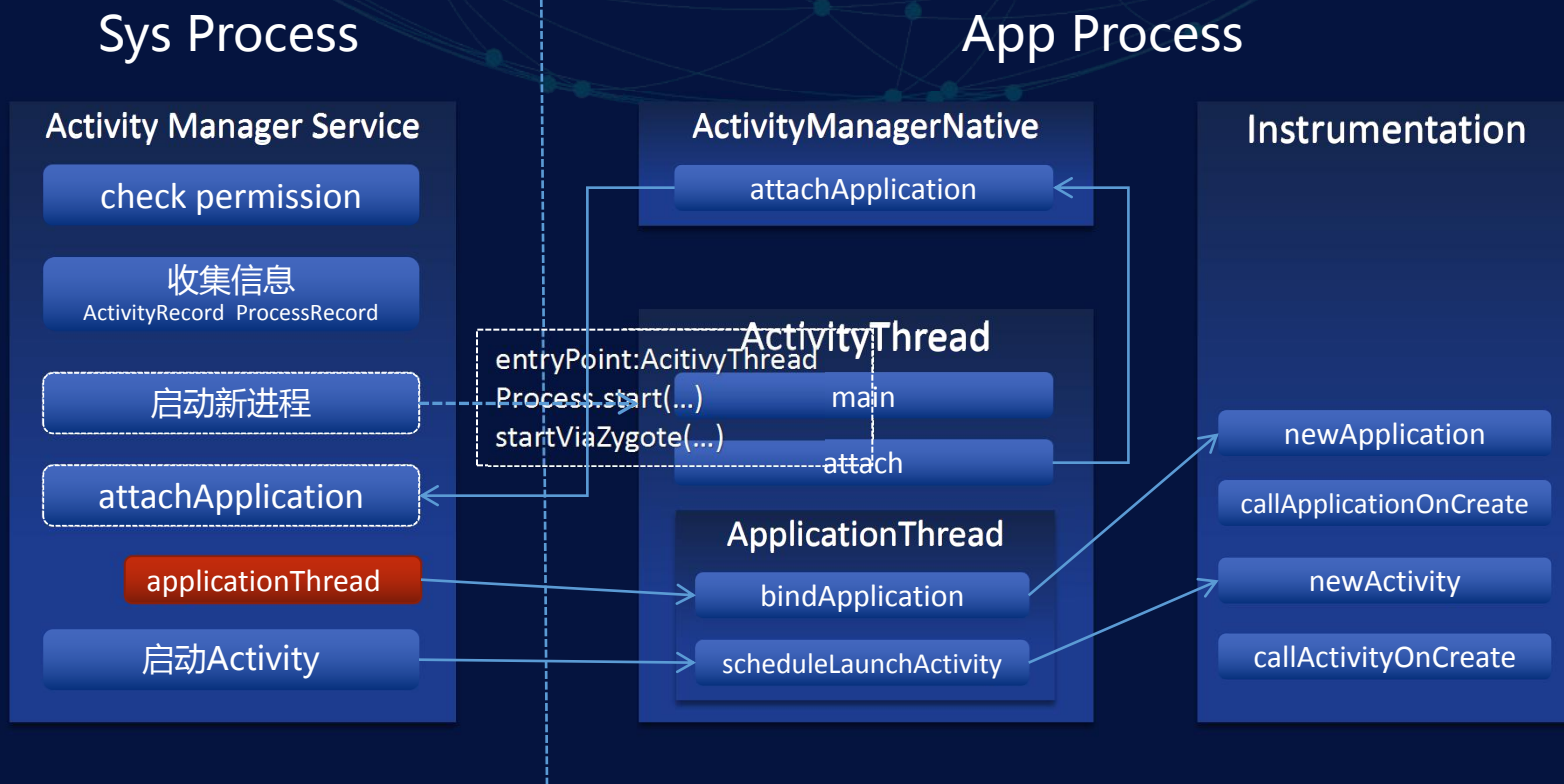 Sys Process
App Process
Activity Manager Service
check permission
收集信息
ActivityRecord ProcessRecord
启动新进程
attachApplication
applicationThread
启动Activity
entryPoint:AcitivyThread
Process.start(...)
startViaZygote(...)
ActivityManagerNative
attachApplication
ActivityThread
main
attach
ApplicationThread
bindApplication
scheduleLaunchActivity
Instrumentation
newApplication
callApplicationOnCreate
newActivity
callActivityOnCreate